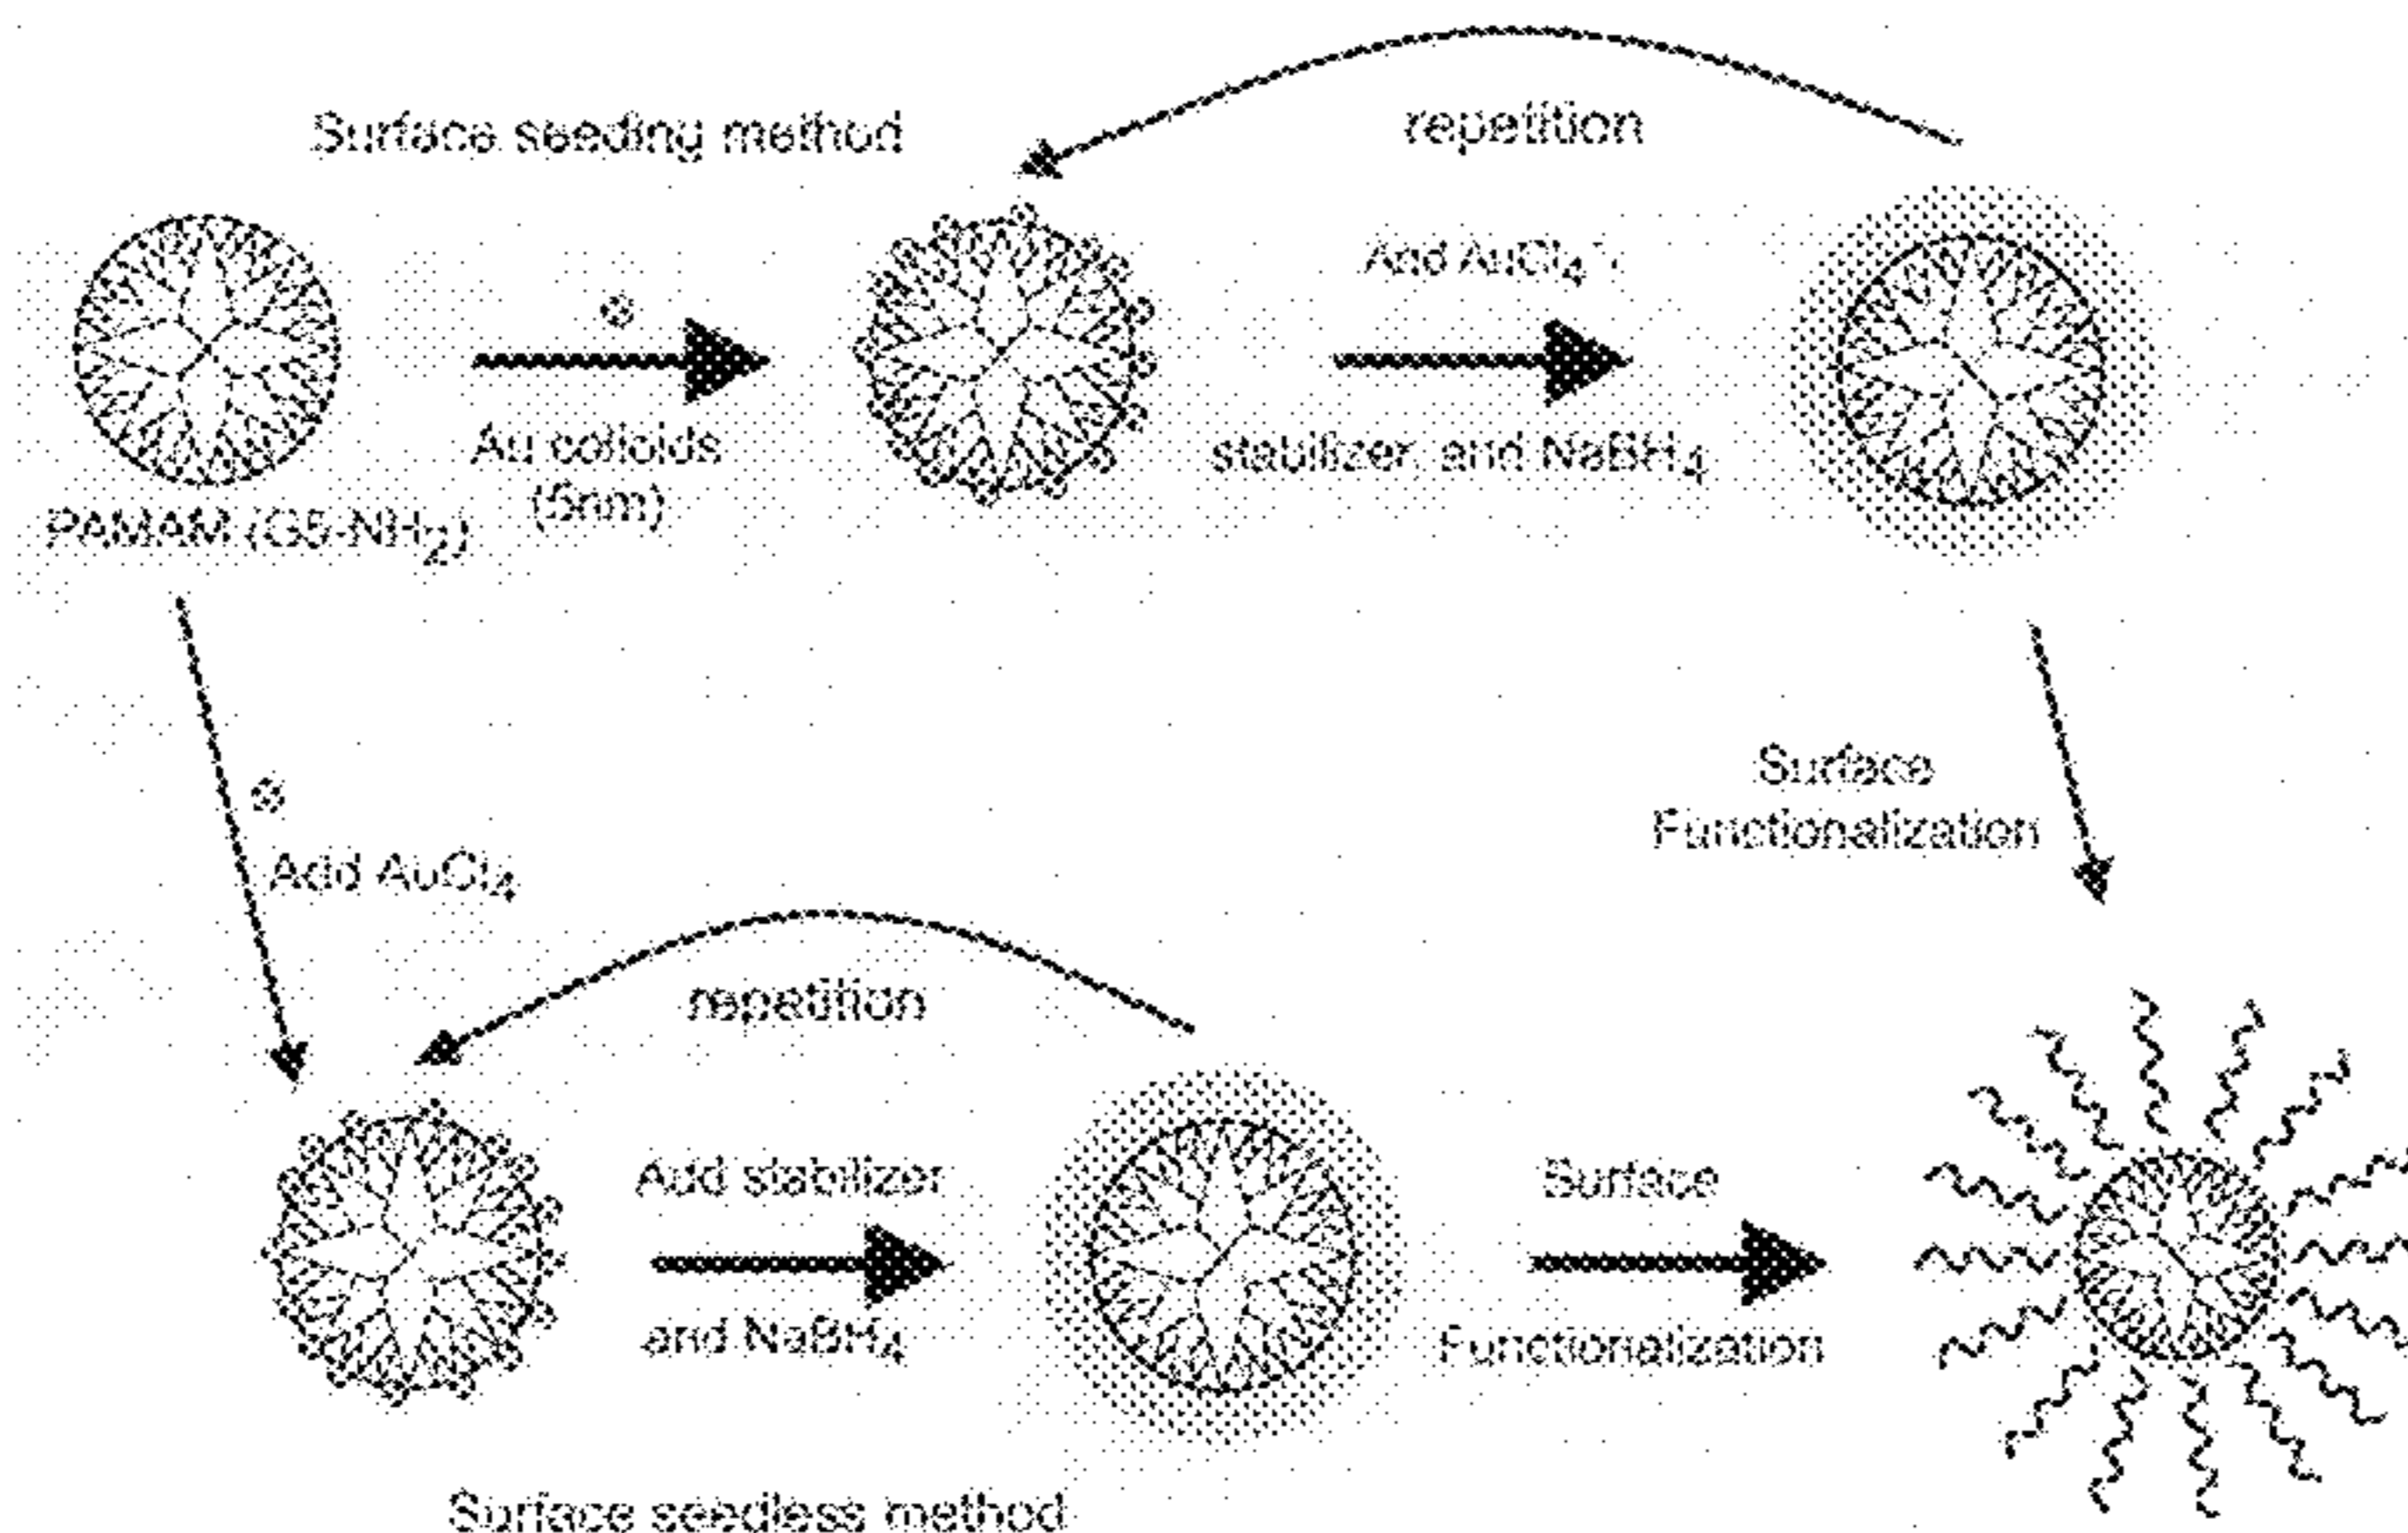 Surface seeding method
repetition
And AuCl4-
Au colloids
(5nm)
stabilizer, and NaBH4
PAMAM (G5-NH2)
Surface
Functionalization
Add AuCl4
repetition
Add stabilizer
and NaBH4
Surface
Functionalization
Surface seedless method